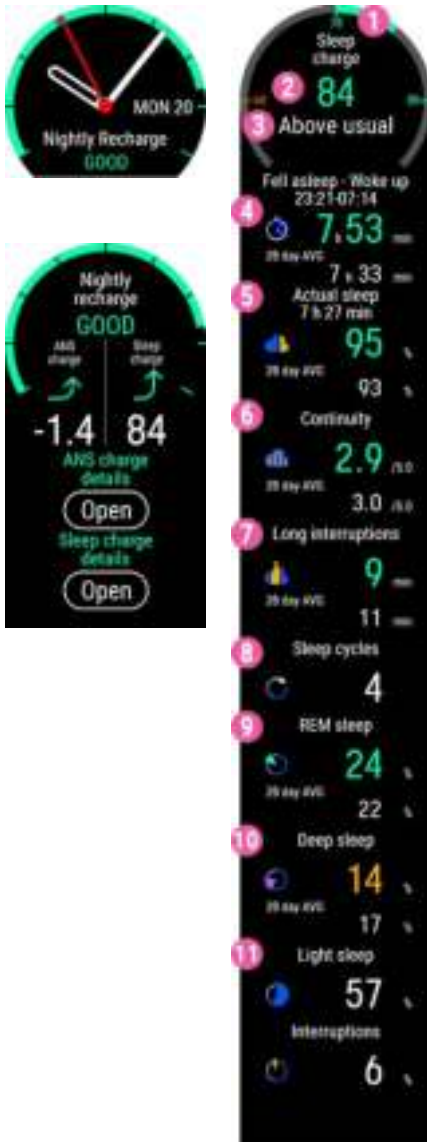 MON 20
Nightly Recharge
GOOD
Nightly
recharge
GOOD
ANS
charge
Sleep
charge
-1.4
84
ANS charge
details
Open
Sleep charge
details
Open
1
Sleep
charge
2
84
3
Above usual
Fell asleep - Woke up
23:21-07:14
4
7 h 53 min
28 day AVG
7 h 33 min
5
Actual sleep
7 h 27 min
95 %
28 day AVG
93 %
6
Continuity
2.9 /5.0
28 day AVG
3.0 /5.0
7
Long interruptions
9 min
28 day AVG
11 min
8
Sleep cycles
4
9
REM sleep
24 %
28 day AVG
22 %
10
Deep sleep
14 %
28 day AVG
17 %
11
Light sleep
57 %
Interruptions
6 %